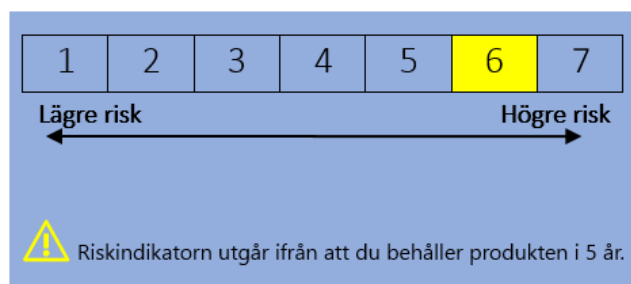 1 2 3 4 5 6 7
Lägre risk Högre risk
Riskindikatorn utgår ifrån att du behåller produkten i 5 år.